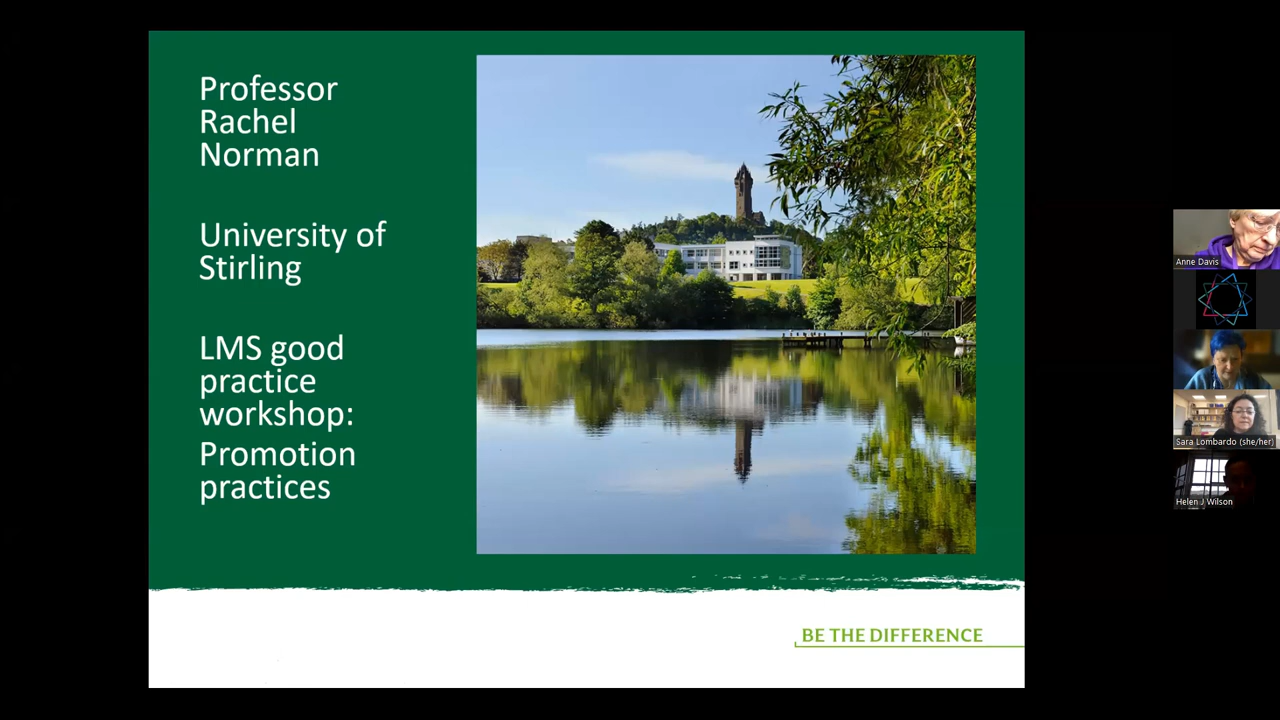 Professor
Rachel
Norman
University of
Stirling
LMS good
practice
workshop:
Promotion
practices
BE THE DIFFERENCE
Anne Davis
Sara Lombardo (she/her)
Helen J Wilson